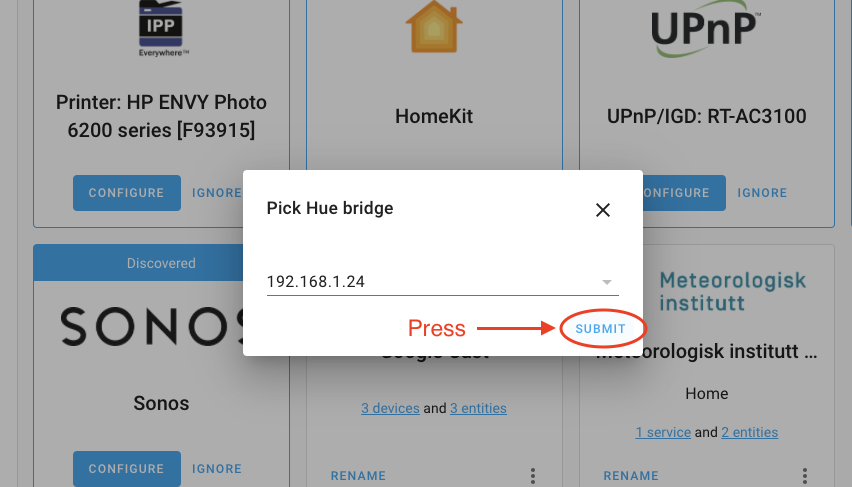 IPP
Everywhere™
UPnP™
Printer: HP ENVY Photo
6200 series [F93915]
HomeKit
UPnP/IGD: RT-AC3100
CONFIGURE
IGNORE
ONFIGURE
IGNORE
Pick Hue bridge
192.168.1.24
Press
SUBMIT
Discovered
SONOS
Sonos
CONFIGURE
IGNORE
Google Cast
3 devices and 3 entities
RENAME
Meteorologisk
institutt
Meteorologisk institutt ...
Home
1 service and 2 entities
RENAME